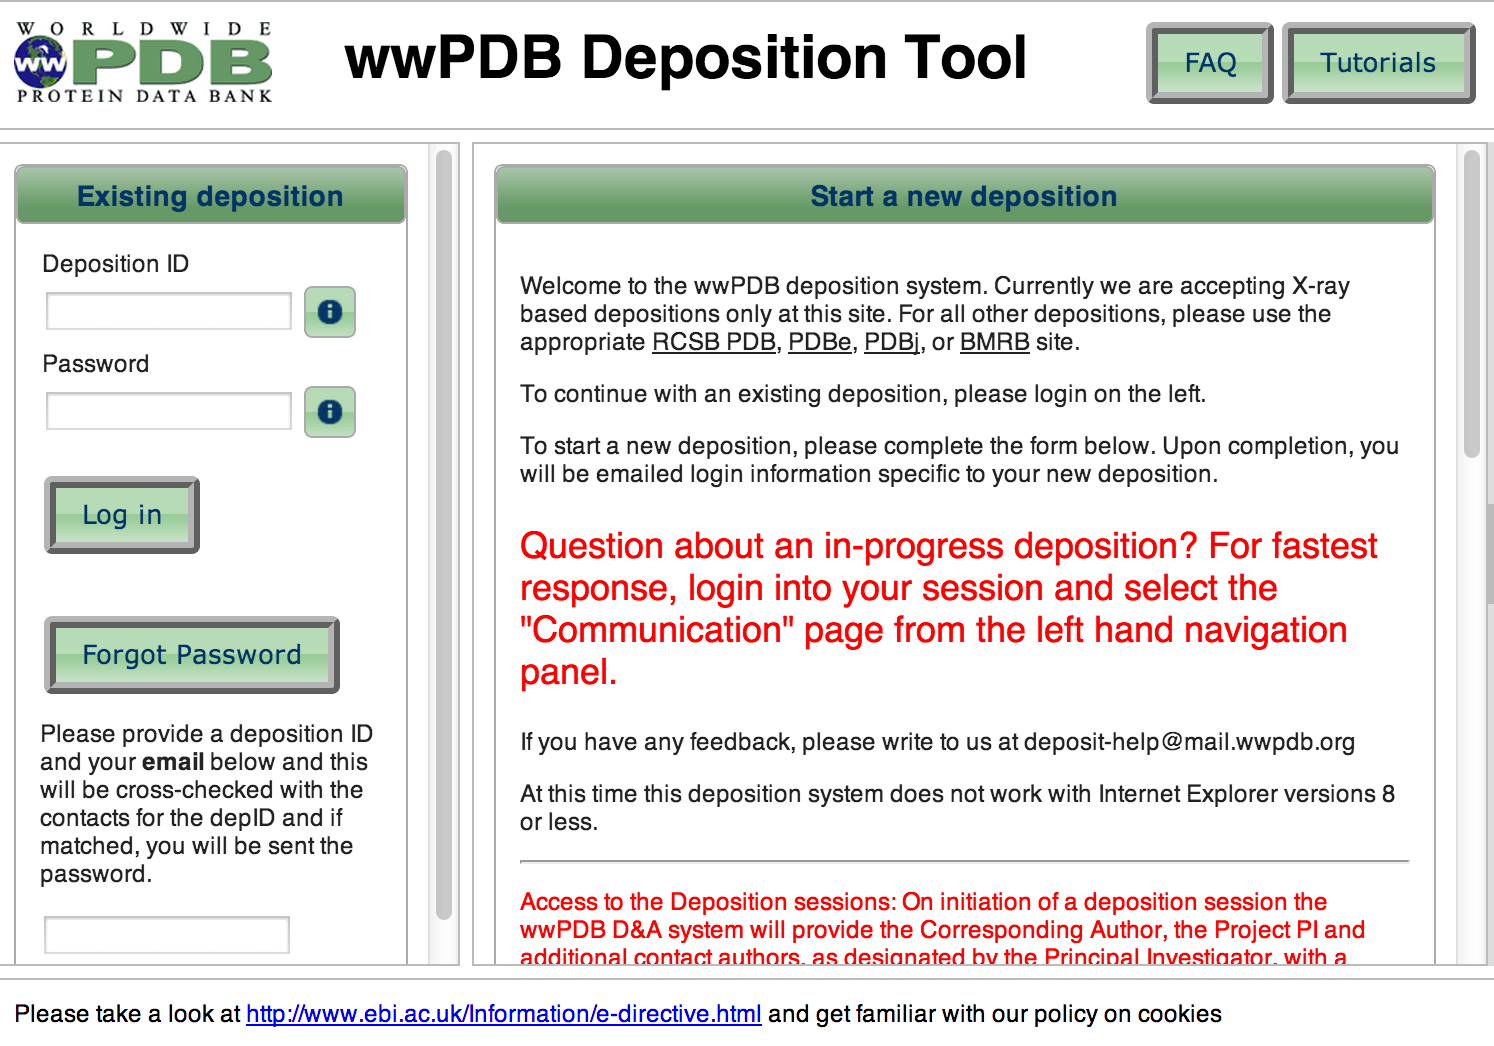 WORLDWIDE
wwPDB
PROTEIN DATA BANK
wwPDB Deposition Tool
FAQ
Tutorials
Existing deposition
Deposition ID
Password
Log in
Forgot Password
Please provide a deposition ID
and your email below and this
will be cross-checked with the
contacts for the depID and if
matched, you will be sent the
password.
Start a new deposition
Welcome to the wwPDB deposition system. Currently we are accepting X-ray
based depositions only at this site. For all other depositions, please use the
appropriate RCSB PDB, PDBe, PDBj, or BMRB site.
To continue with an existing deposition, please login on the left.
To start a new deposition, please complete the form below. Upon completion, you
will be emailed login information specific to your new deposition.
Question about an in-progress deposition? For fastest
response, login into your session and select the
"Communication" page from the left hand navigation
panel.
If you have any feedback, please write to us at deposit-help@mail.wwpdb.org
At this time this deposition system does not work with Internet Explorer versions 8
or less.
Access to the Deposition sessions: On initiation of a deposition session the
wwPDB D&A system will provide the Corresponding Author, the Project PI and
additional contact authors, as designated by the Principal Investigator, with a
Please take a look at http://www.ebi.ac.uk/Information/e-directive.html and get familiar with our policy on cookies